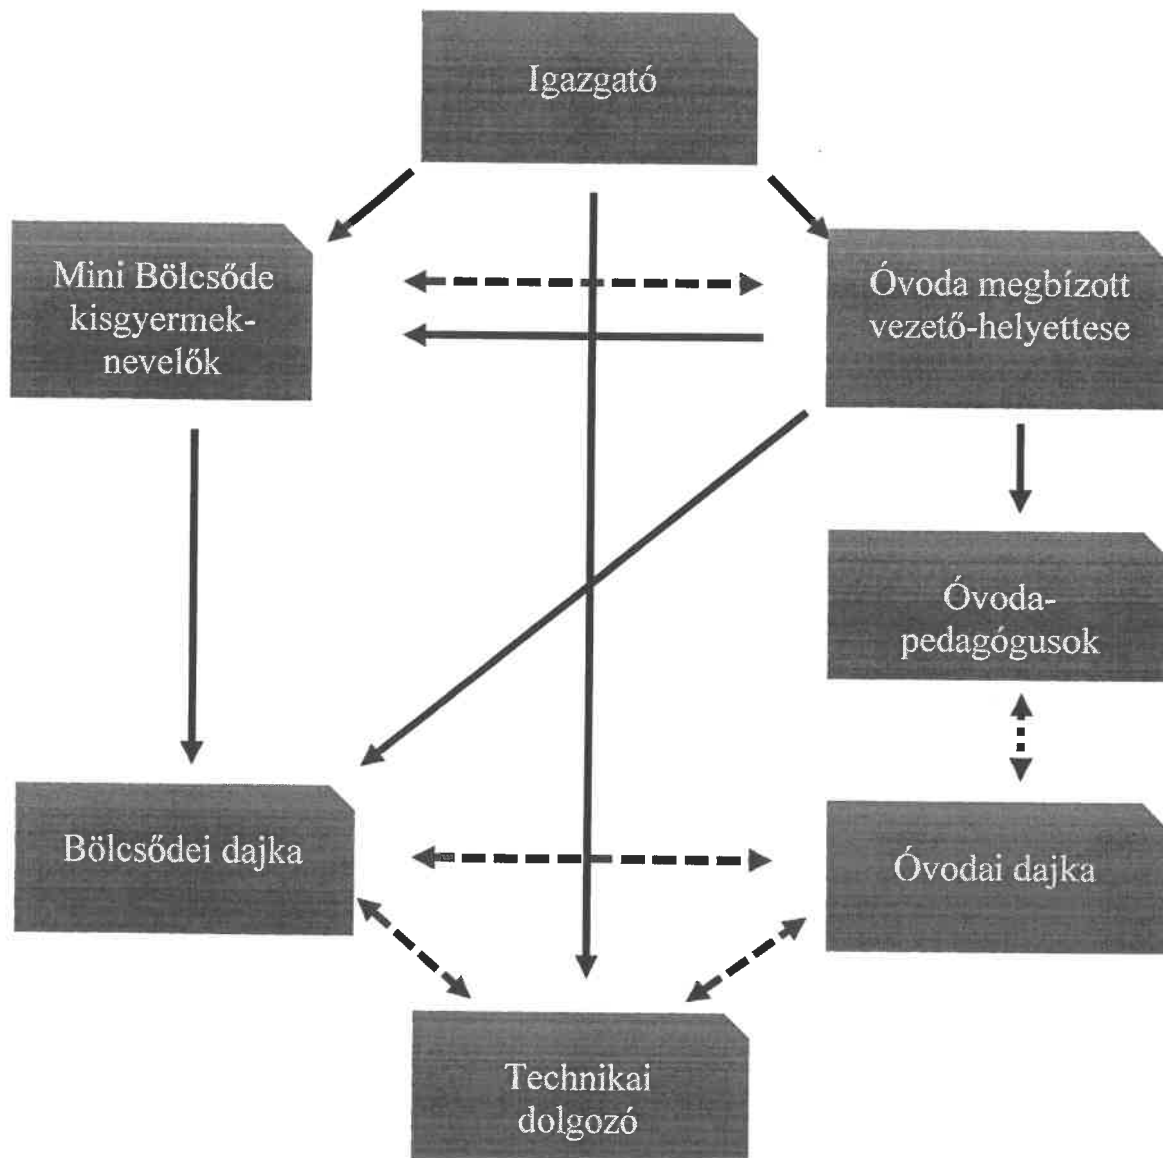 Igazgató
Mini Bölcsőde
kisgyermek-
nevelők
Óvoda megbízott
vezető-helyettese
Óvoda-
pedagógusok
Bölcsődei dajka
Óvodai dajka
Technikai
dolgozó